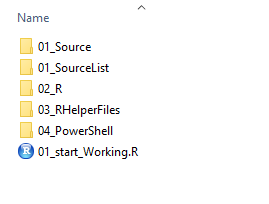 Name
01_Source
01_SourceList
02_R
03_RHelperFiles
04_PowerShell
R 01_start_Working.R